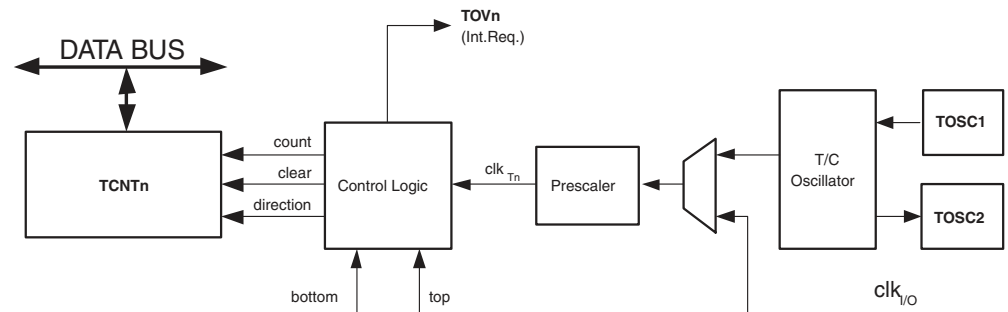 TOVn
(Int.Req.)
DATA BUS
TCNTn
count
clear
direction
Control Logic
clk Tn
Prescaler
T/C
Oscillator
TOSC1
TOSC2
bottom
top
clk I/O